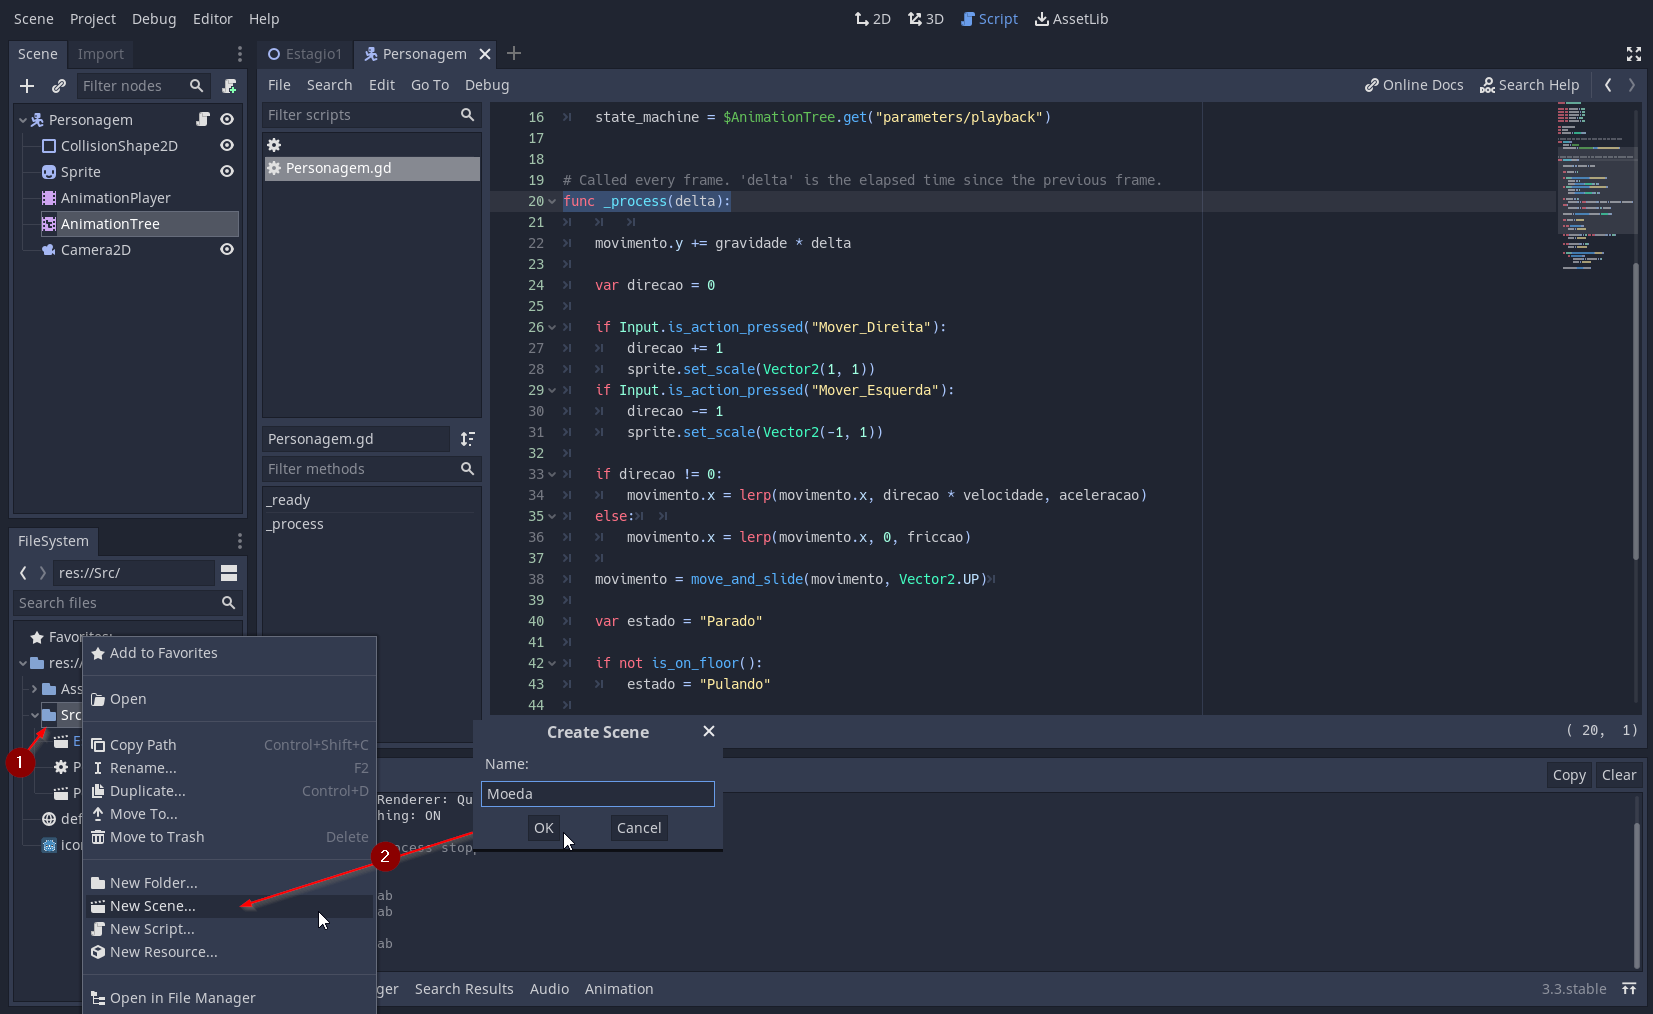 Scene Project Debug Editor Help
2D 3D Script AssetLib
Scene Import
Filter nodes
Personagem
CollisionShape2D
Sprite
AnimationPlayer
AnimationTree
Camera2D
FileSystem
res://Src/
Search files
Favorites:
res://
Ass
Src
E
P
P
def
ico
1
Estagio1 Personagem
File Search Edit Go To Debug
Online Docs Search Help
Filter scripts
Personagem.gd
Personagem.gd
Filter methods
_ready
_process
16 state_machine = $AnimationTree.get("parameters/playback")
17
18
19 # Called every frame. 'delta' is the elapsed time since the previous frame.
20 func _process(delta):
21
22 movimento.y += gravidade * delta
23
24 var direcao = 0
25
26 if Input.is_action_pressed("Mover_Direita"):
27 direcao += 1
28 sprite.set_scale(Vector2(1, 1))
29 if Input.is_action_pressed("Mover_Esquerda"):
30 direcao -= 1
31 sprite.set_scale(Vector2(-1, 1))
32
33 if direcao != 0:
34 movimento.x = lerp(movimento.x, direcao * velocidade, aceleracao)
35 else:
36 movimento.x = lerp(movimento.x, 0, friccao)
37
38 movimento = move_and_slide(movimento, Vector2.UP)
39
40 var estado = "Parado"
41
42 if not is_on_floor():
43 estado = "Pulando"
44
( 20, 1)
Add to Favorites
Open
Copy Path Control+Shift+C
Rename... F2
Duplicate... Control+D
Move To...
Move to Trash Delete
New Folder...
New Scene...
New Script...
New Resource...
Open in File Manager
2
Create Scene
Name:
Moeda
OK Cancel
Copy Clear
Renderer: Qu
hing: ON
ocess stop
ab
ab
ab
ger Search Results Audio Animation
3.3.stable